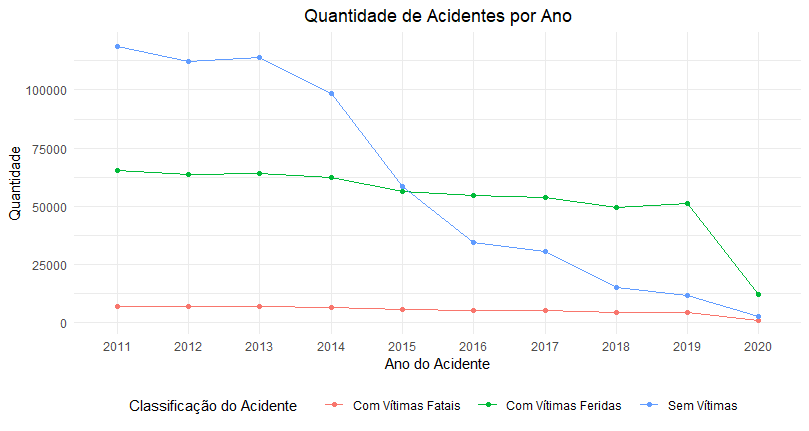 Quantidade de Acidentes por Ano
Quantidade
100000
75000
50000
25000
0
2011 2012 2013 2014 2015 2016 2017 2018 2019 2020
Ano do Acidente
Classificação do Acidente Com Vítimas Fatais Com Vítimas Feridas Sem Vítimas